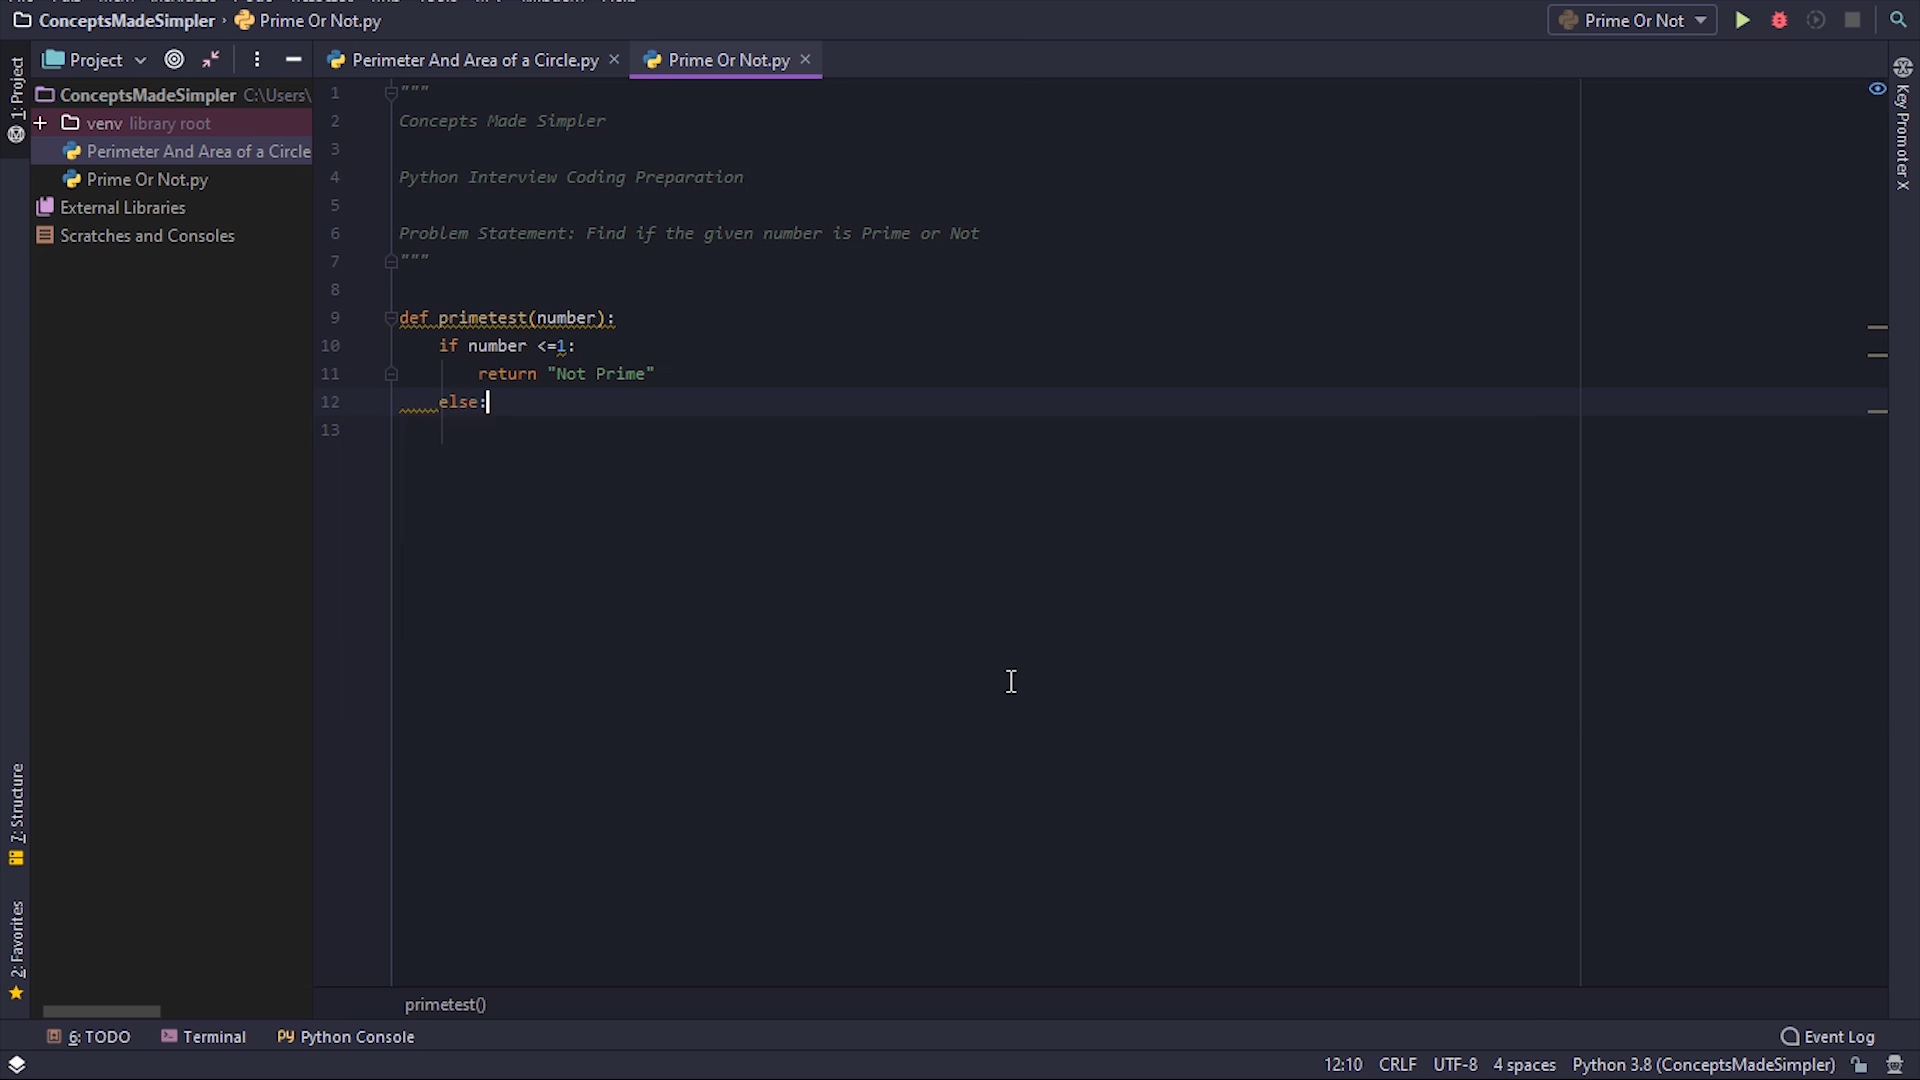 ConceptsMadeSimpler › Prime Or Not.py
Prime Or Not
Project
Perimeter And Area of a Circle.py
Prime Or Not.py
1: Project
ConceptsMadeSimpler C:\Users\
venv library root
Perimeter And Area of a Circle
Prime Or Not.py
External Libraries
Scratches and Consoles
Key Promoter X
1 """
2 Concepts Made Simpler
3
4 Python Interview Coding Preparation
5
6 Problem Statement: Find if the given number is Prime or Not
7 """
8
9 def primetest(number):
10 if number <=1:
11 return "Not Prime"
12 else:
13
7: Structure
2: Favorites
primetest()
6: TODO Terminal Python Console Event Log
12:10 CRLF UTF-8 4 spaces Python 3.8 (ConceptsMadeSimpler)